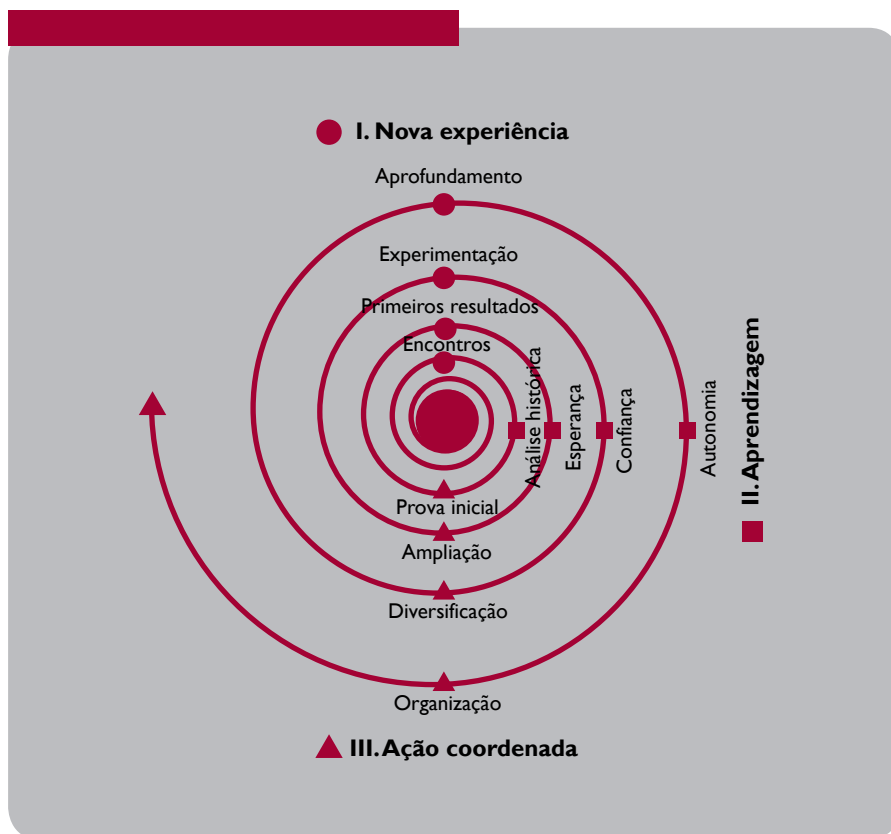 I. Nova experiência
Aprofundamento
Experimentação
Primeiros resultados
Encontros
Análise histórica
Esperança
Confiança
Autonomia
II. Aprendizagem
Prova inicial
Ampliação
Diversificação
Organização
III. Ação coordenada